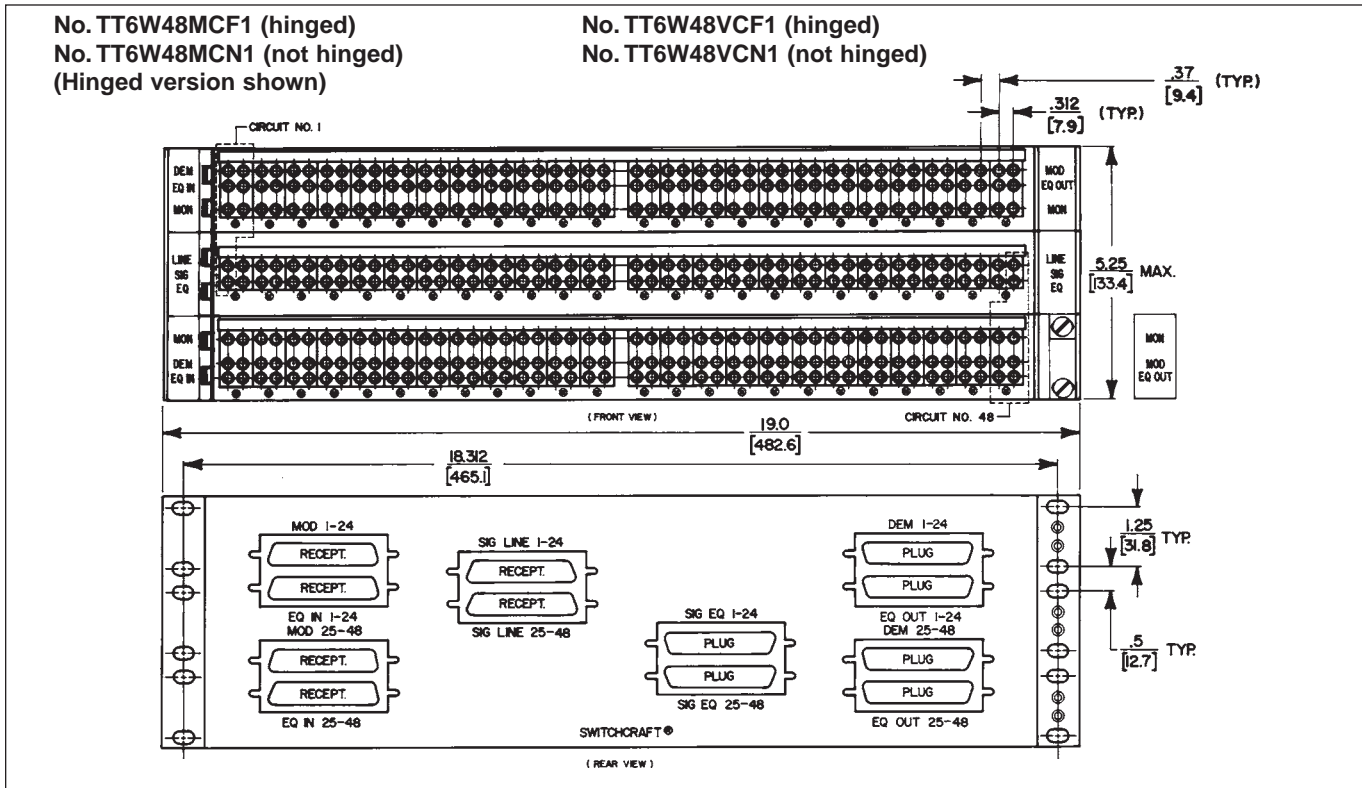 No. TT6W48MCF1 (hinged)
No. TT6W48MCN1 (not hinged)
(Hinged version shown)
No. TT6W48VCF1 (hinged)
No. TT6W48VCN1 (not hinged)
.37
[9.4]
(TYP.)
.312
[7.9]
(TYP.)
CIRCUIT NO. 1
DEM
EQ IN
MON
MOD
EQ OUT
MON
LINE
SIG
EQ
LINE
SIG
EQ
5.25
[133.4]
MAX.
MON
DEM
EQ IN
MON
MOD
EQ OUT
(FRONT VIEW)
CIRCUIT NO. 48
19.0
[482.6]
18.312
[465.1]
MOD 1-24
RECEPT.
RECEPT.
EQ IN 1-24
MOD 25-48
RECEPT.
RECEPT.
EQ IN 25-48
SIG LINE 1-24
RECEPT.
RECEPT.
SIG LINE 25-48
SIG EQ 1-24
PLUG
PLUG
SIG EQ 25-48
DEM 1-24
PLUG
PLUG
EQ OUT 1-24
DEM 25-48
PLUG
PLUG
EQ OUT 25-48
1.25
[31.8]
TYP.
.5
[12.7]
TYP.
SWITCHCRAFT®
(REAR VIEW)